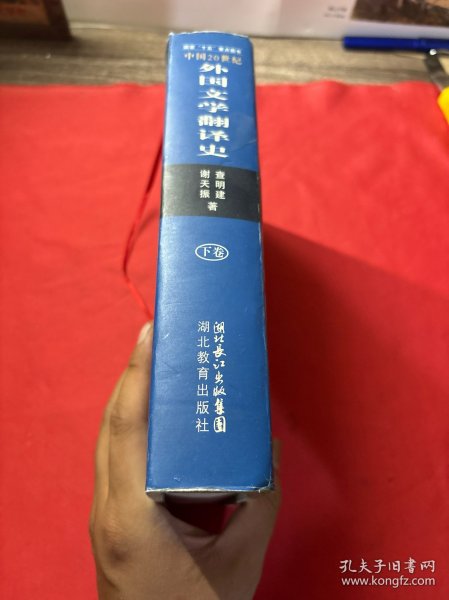 国家"十五"重点图书
中国20世纪
外国文学翻译史
查明建
谢天振
著
下卷
湖北长江出版集团
湖北教育出版社
孔夫子旧书网
www.kongfz.com